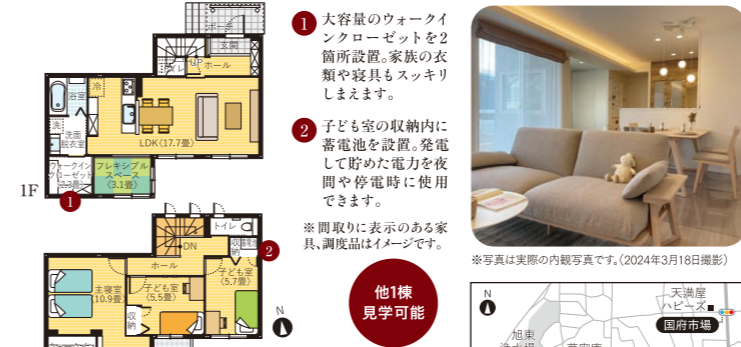 ポーチ
玄関
UP
トイレ
ホール
浴室
冷
洗
洗面
脱衣室
LDK(17.7畳)
ウォークイン
クローゼット
(2.3畳)
フレキシブル
スペース
(3.1畳)
1F
1
トイレ
DN
収納
2
ホール
子ども室
(5.7畳)
主寝室
(10.9畳)
子ども室
(5.5畳)
収納
N
1 大容量のウォークイ
ンクローゼットを2
箇所設置。家族の衣
類や寝具もスッキリ
しまえます。
2 子ども室の収納内に
蓄電池を設置。発電
して貯めた電力を夜
間や停電時に使用
できます。
※間取りに表示のある家
具、調度品はイメージです。
他1棟
見学可能
※写真は実際の内観写真です。(2024年3月18日撮影)
N
天満屋
ハピーズ
国府市場
旭東